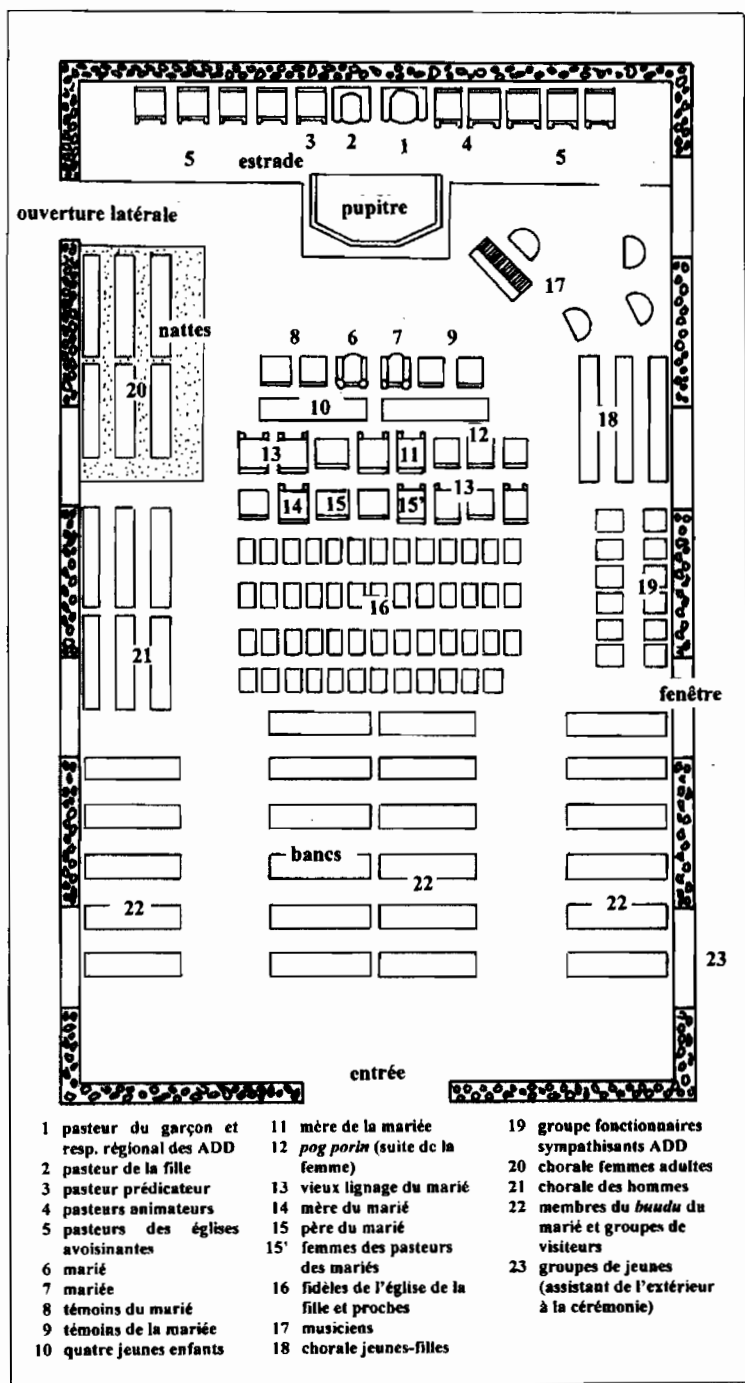 3 2 1 4
5 estrade 5
ouverture latérale
pupitre
17
nattes
8 6 7 9
20
10
18
12
13 11
13
14 15 15'
19
16
21
fenêtre
bancs
22
22 22
23
entrée
1 pasteur du garçon et
resp. régional des ADD
2 pasteur de la fille
3 pasteur prédicateur
4 pasteurs animateurs
5 pasteurs des églises
avoisinantes
6 marié
7 mariée
8 témoins du marié
9 témoins de la mariée
10 quatre jeunes enfants
11 mère de la mariée
12 pog porin (suite de la
femme)
13 vieux lignage du marié
14 mère du marié
15 père du marié
15' femmes des pasteurs
des mariés
16 fidèles de l'église de la
fille et proches
17 musiciens
18 chorale jeunes-filles
19 groupe fonctionnaires
sympathisants ADD
20 chorale femmes adultes
21 chorale des hommes
22 membres du buudu du
marié et groupes de
visiteurs
23 groupes de jeunes
(assistant de l'extérieur
à la cérémonie)